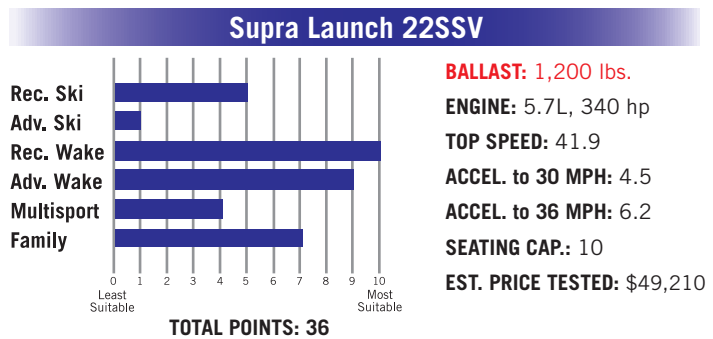 Supra Launch 22SSV
Rec. Ski
Adv. Ski
Rec. Wake
Adv. Wake
Multisport
Family
0 1 2 3 4 5 6 7 8 9 10
Least Suitable
Most Suitable
TOTAL POINTS: 36
BALLAST: 1,200 lbs.
ENGINE: 5.7L, 340 hp
TOP SPEED: 41.9
ACCEL. to 30 MPH: 4.5
ACCEL. to 36 MPH: 6.2
SEATING CAP.: 10
EST. PRICE TESTED: $49,210